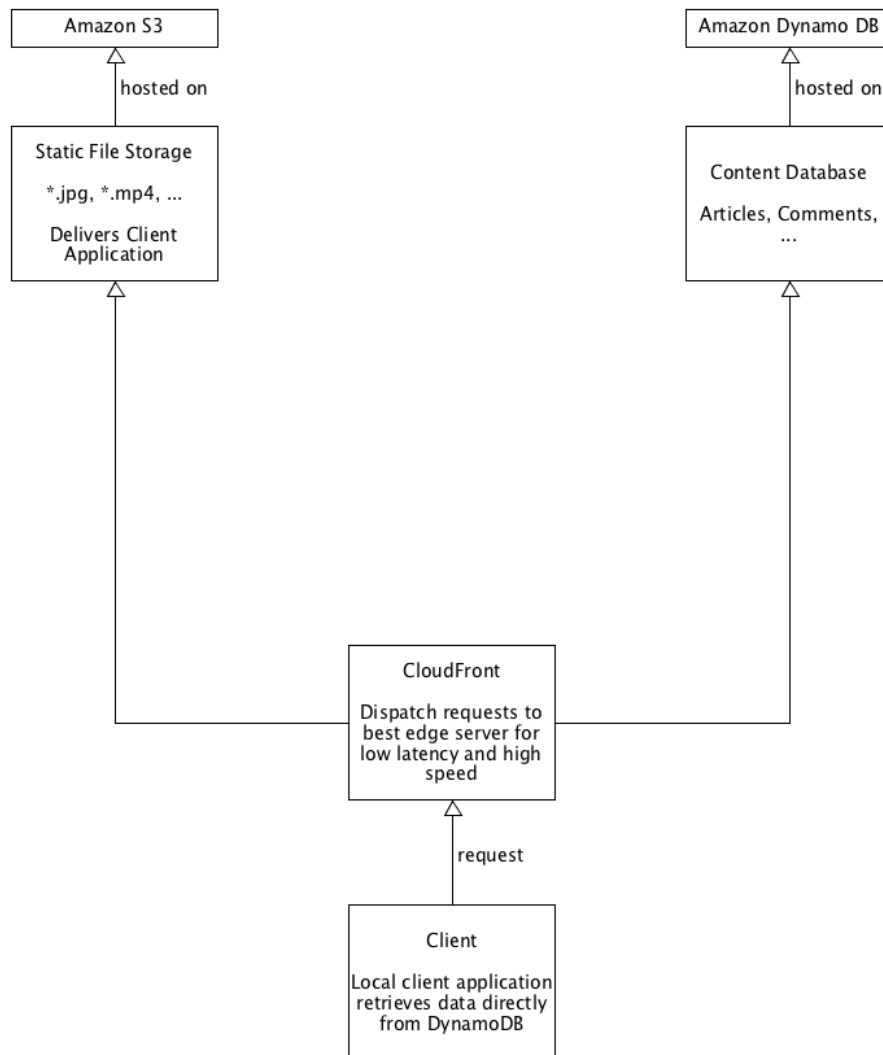 Amazon S3
Amazon Dynamo DB
hosted on
hosted on
Static File Storage
*.jpg, *.mp4, ...
Delivers Client
Application
Content Database
Articles, Comments,
...
CloudFront
Dispatch requests to
best edge server for
low latency and high
speed
request
Client
Local client application
retrieves data directly
from DynamoDB